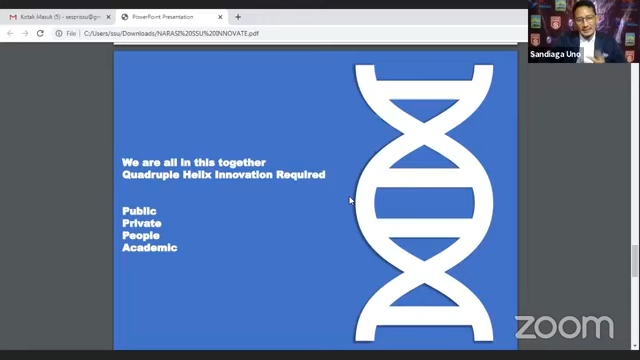 Kotak Masuk (5) - sesprissu@gm
PowerPoint Presentation
File | C:/Users/ssu/Downloads/NARASI%20SSU%20INNOVATE.pdf
Sandiaga Uno
We are all in this together
Quadruple Helix Innovation Required
Public
Private
People
Academic
zoom